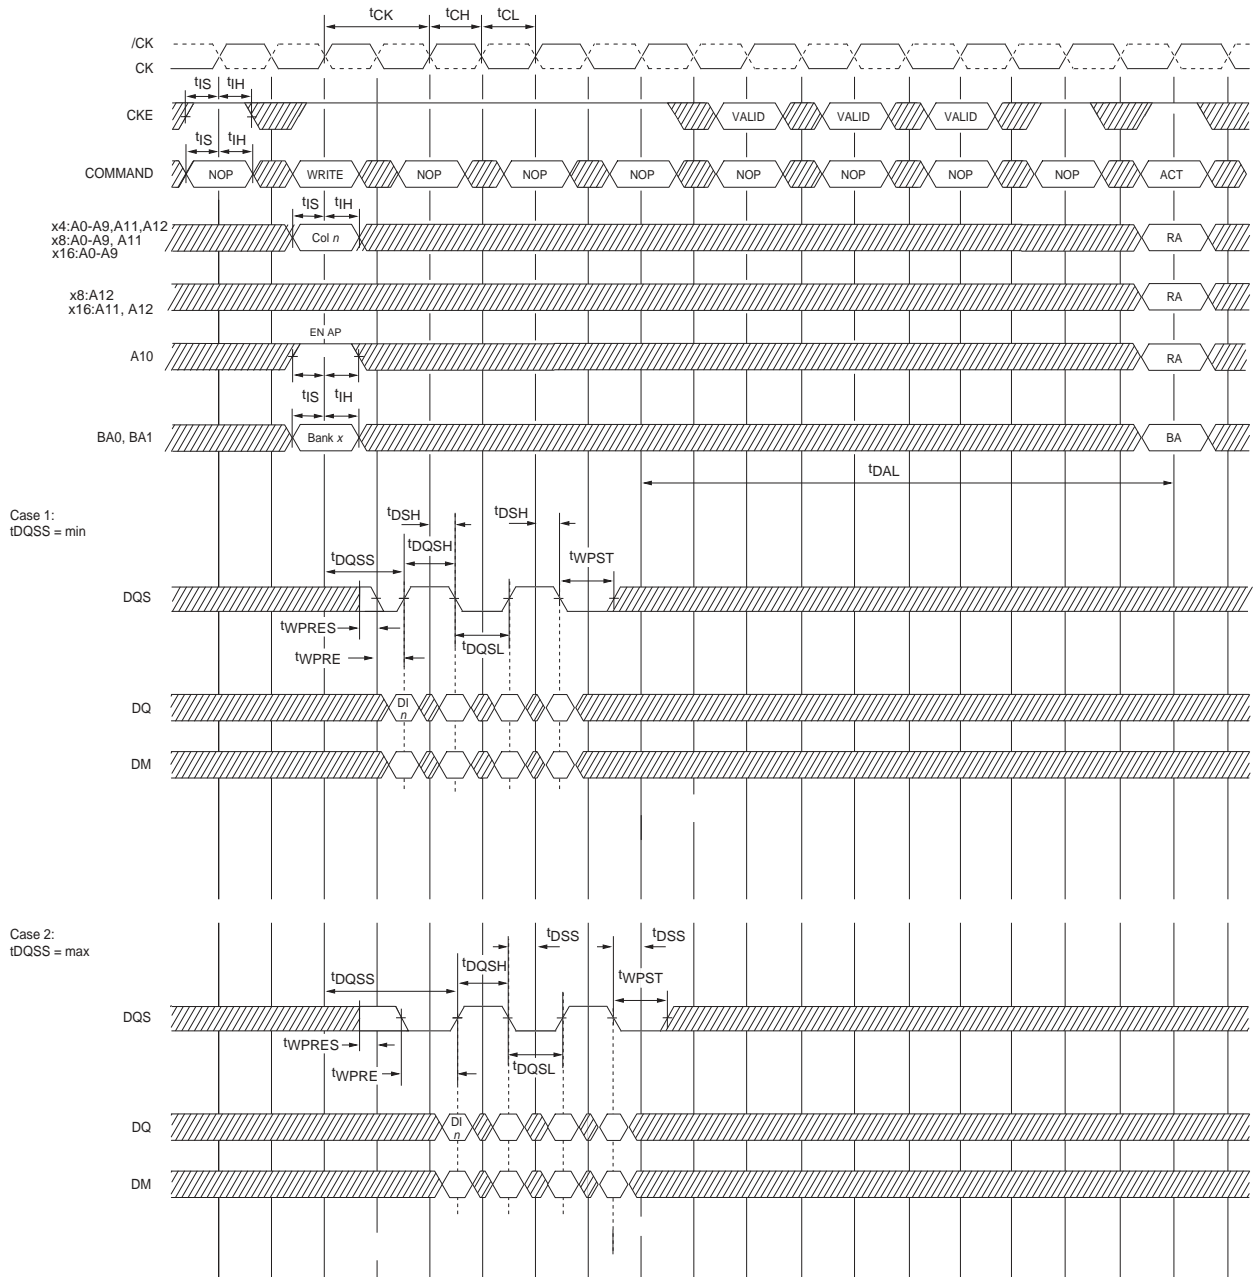 tCK tCH tCL
/CK
CK
tIS tIH
CKE VALID VALID VALID
tIS tIH
COMMAND NOP WRITE NOP NOP NOP NOP NOP NOP NOP ACT
tIS tIH
x4:A0-A9,A11,A12
x8:A0-A9, A11
x16:A0-A9
Col n RA
x8:A12
x16:A11, A12
RA
EN AP
A10 RA
tIS tIH
BA0, BA1 Bank x BA
tDAL
Case 1:
tDQSS = min
tDSH tDSH
tDQSS tDQSH tWPST
DQS
tWPRES
tDQSL
tWPRE
DQ DI
n
DM
Case 2:
tDQSS = max
tDSS tDSS
tDQSS tDQSH tWPST
DQS
tWPRES
tWPRE tDQSL
DQ DI
n
DM